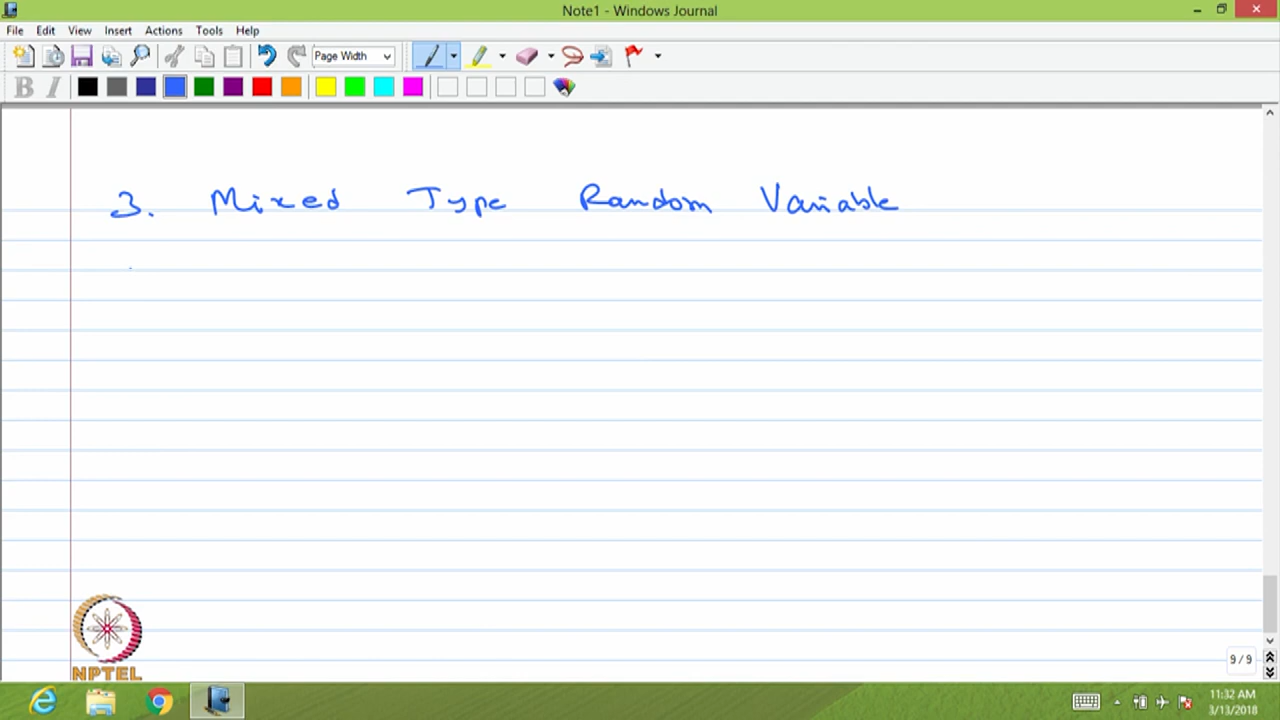 Note1 - Windows Journal
File Edit View Insert Actions Tools Help
Page Width
B I
3. Mixed Type Random Variable
NPTEL
9 / 9
11:32 AM
3/13/2018